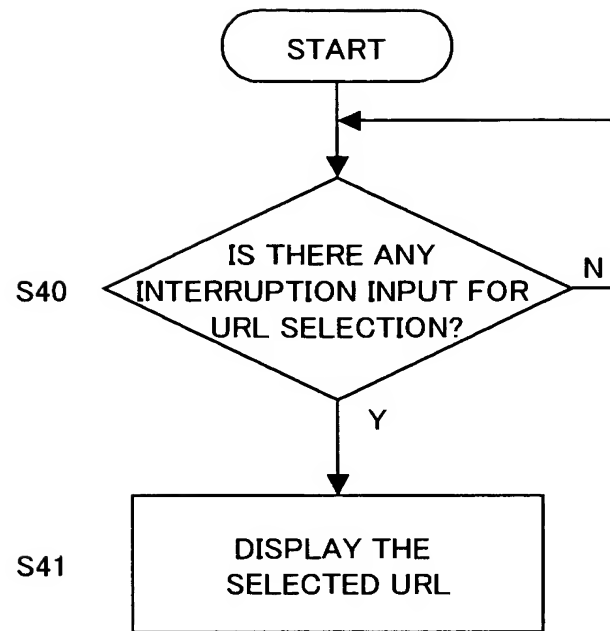 START
S40
IS THERE ANY
INTERRUPTION INPUT FOR
URL SELECTION?
N
Y
S41
DISPLAY THE
SELECTED URL